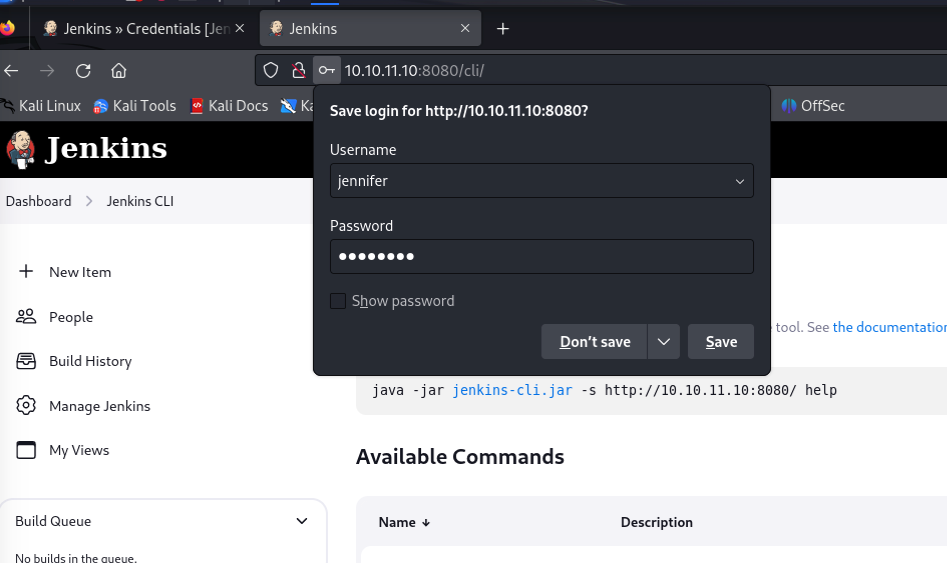 Jenkins » Credentials [Jen
Jenkins
10.10.11.10:8080/cli/
Kali Linux
Kali Tools
Kali Docs
Ka
OffSec
Jenkins
Save login for http://10.10.11.10:8080?
Username
jennifer
Password
Show password
Don't save
Save
Dashboard
Jenkins CLI
New Item
People
Build History
Manage Jenkins
My Views
Build Queue
No builds in the queue.
tool. See the documentation
java -jar jenkins-cli.jar -s http://10.10.11.10:8080/ help
Available Commands
Name ↓ Description